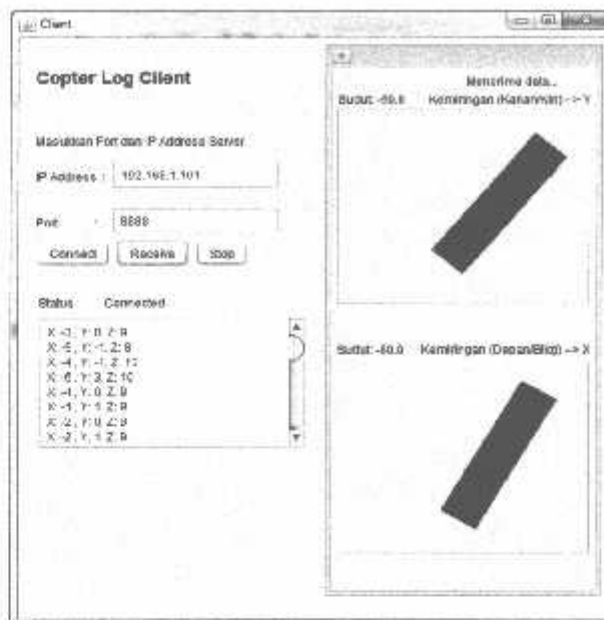 Client
Copter Log Client
Masukkan Port dan IP Address Server
IP Address : 192.168.1.101
Port : 8888
Connect Receive Stop
Status Connected
X: -3, Y: 0, Z: 9
X: -5, Y: -1, Z: 8
X: -4, Y: -1, Z: 10
X: -6, Y: 3, Z: 10
X: -1, Y: 0, Z: 9
X: -1, Y: 1, Z: 9
X: -2, Y: 0, Z: 9
X: -2, Y: 1, Z: 9
Menerima data...
Sudut: -50.0 Kemiringan (Kanan/Kiri) --> Y
Sudut: -60.0 Kemiringan (Depan/Blkg) --> X